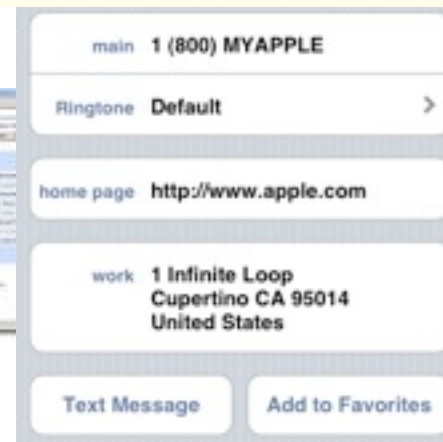 main 1 (800) MYAPPLE
Ringtone Default
home page http://www.apple.com
work 1 Infinite Loop
Cupertino CA 95014
United States
Text Message Add to Favorites